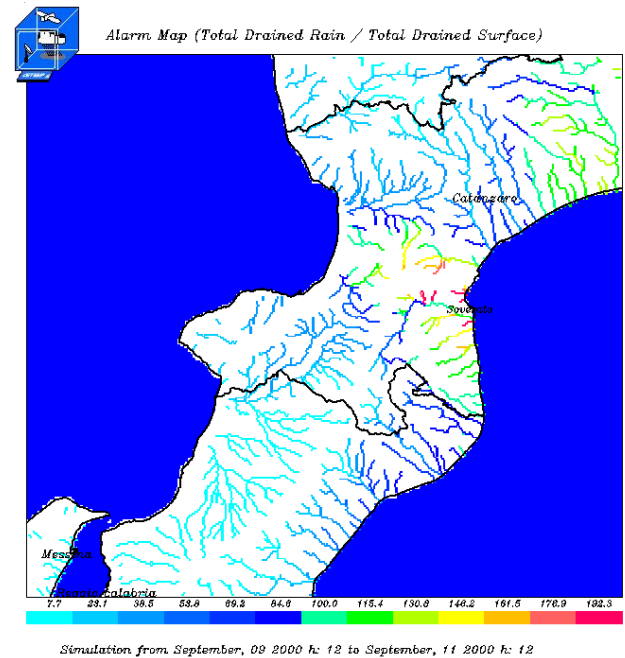 Alarm Map (Total Drained Rain / Total Drained Surface)
Catanzaro
Soverato
Messina
Reggio calabria
7.7 23.1 38.5 53.8 69.2 84.6 100.0 115.4 130.8 146.2 161.5 176.9 192.3
Simulation from September, 09 2000 h: 12 to September, 11 2000 h: 12